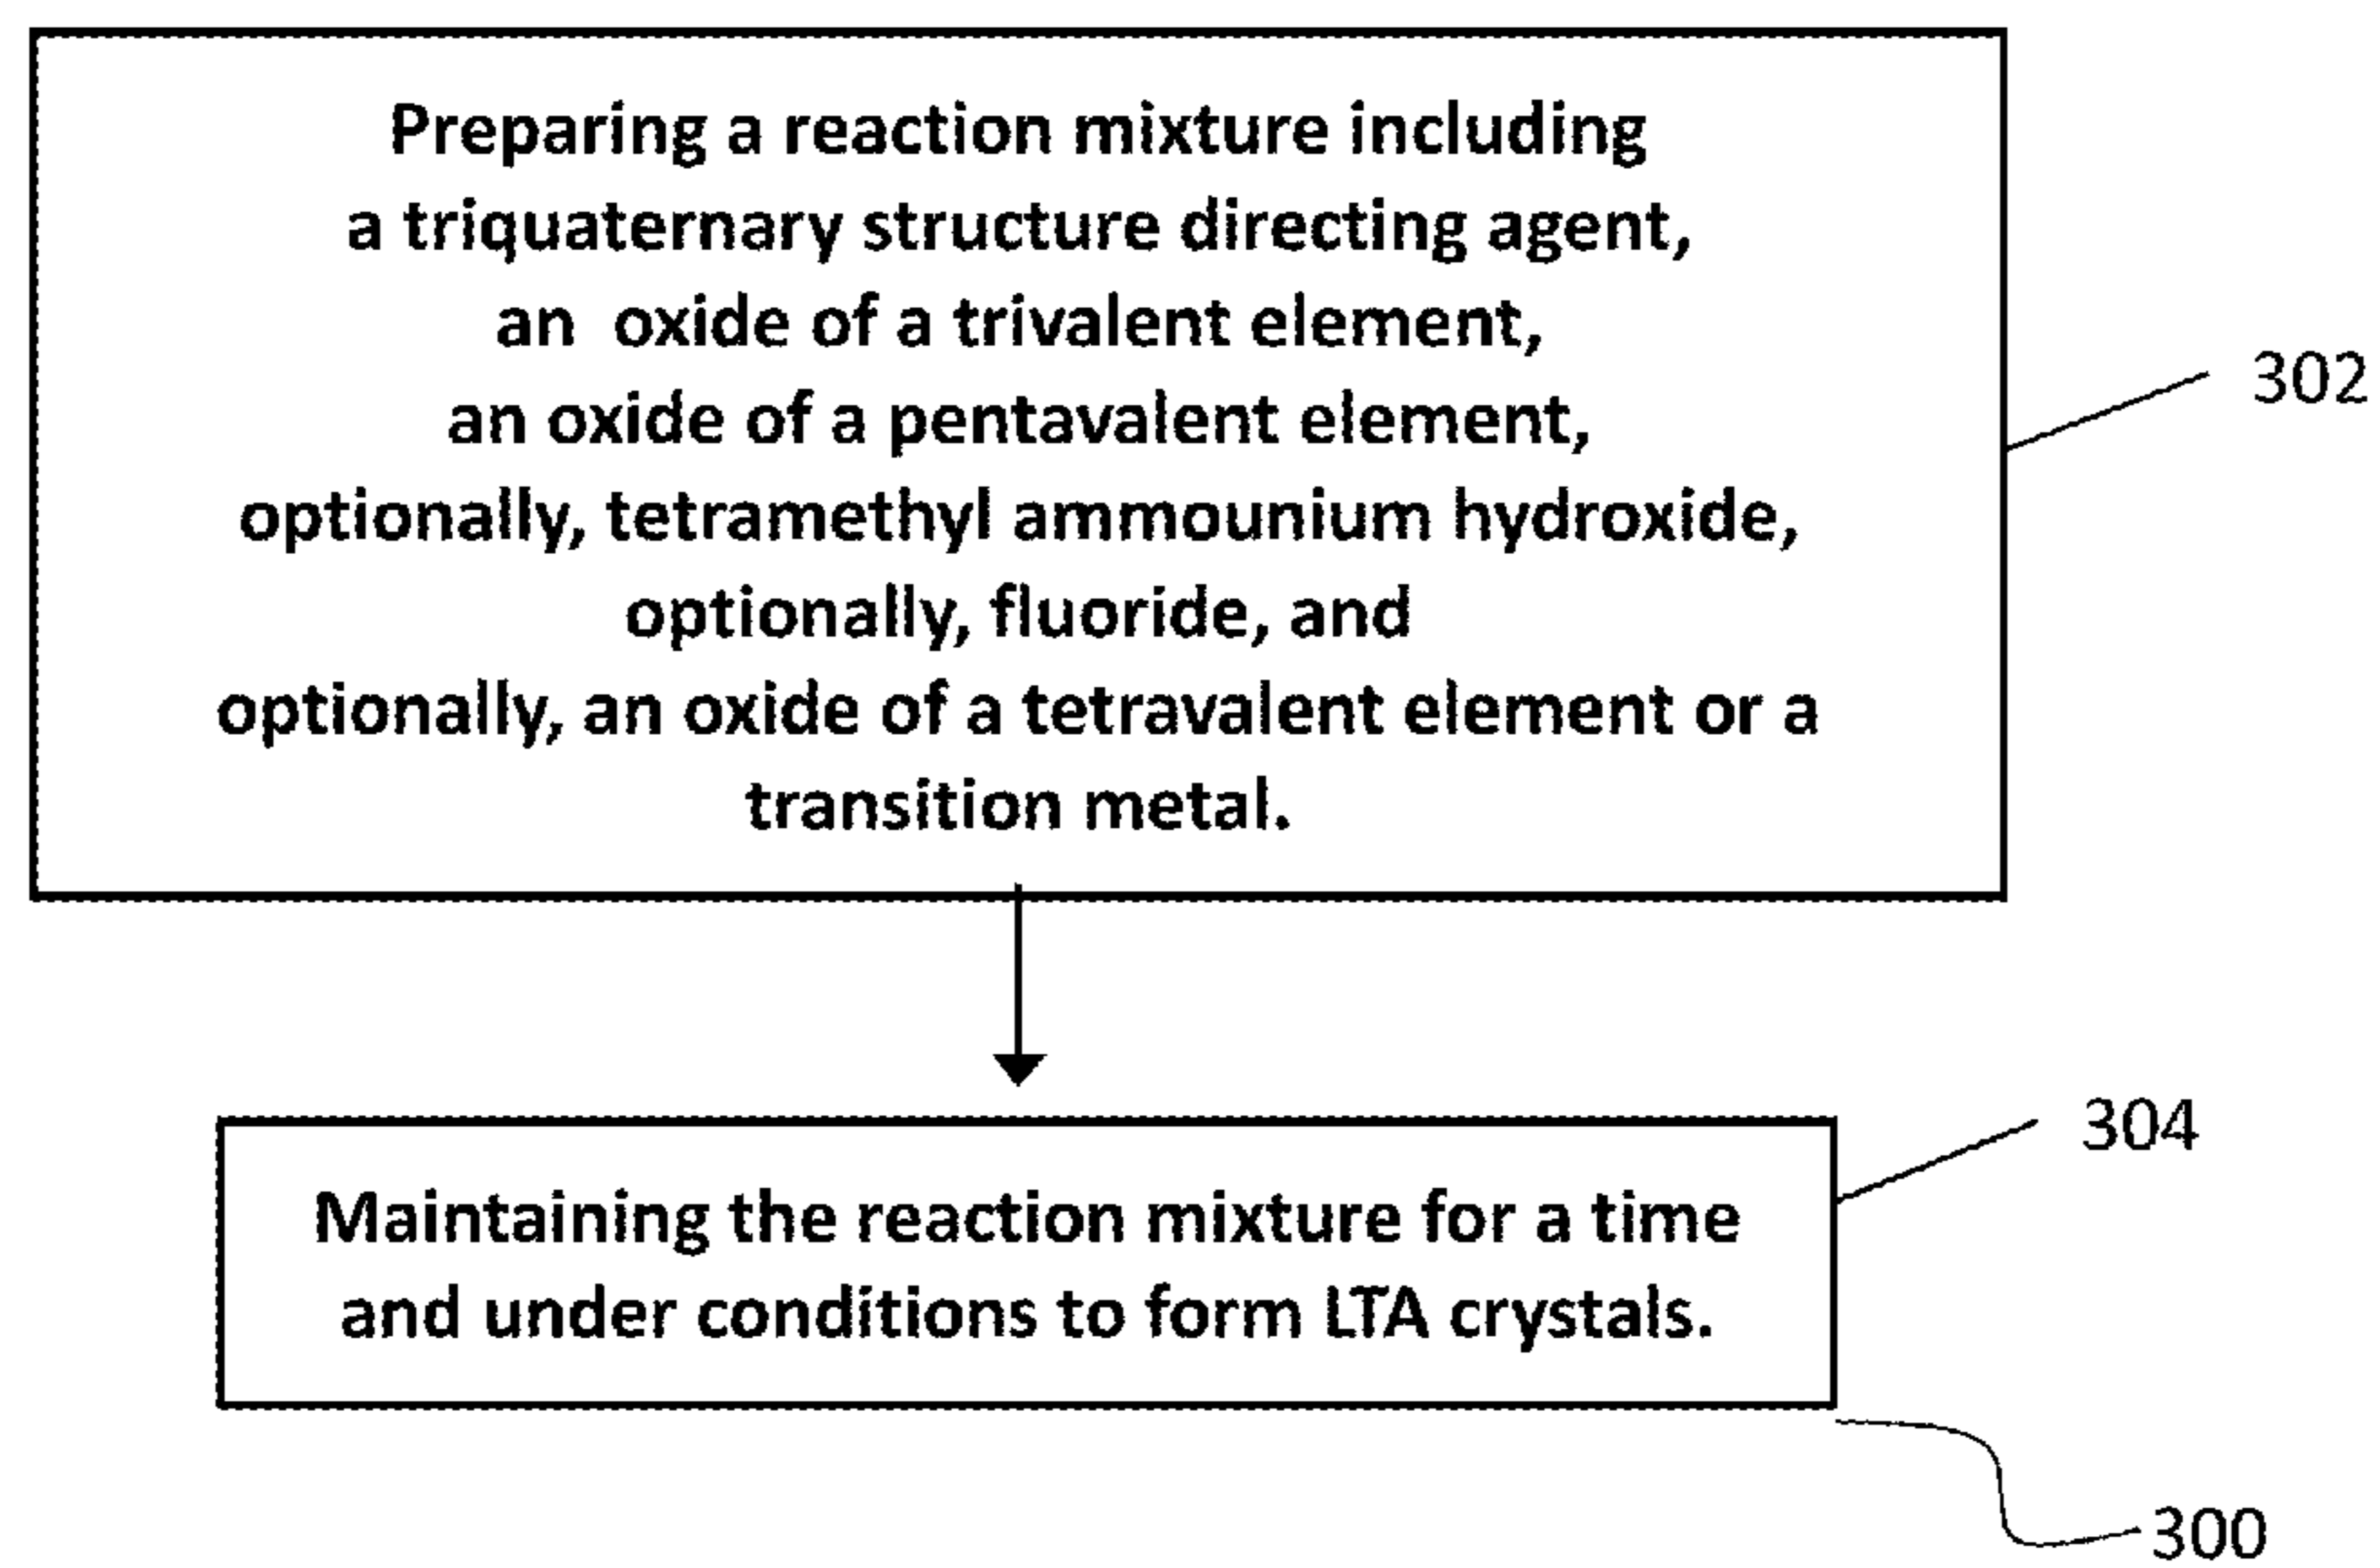 Preparing a reaction mixture including
a triquaternary structure directing agent,
an oxide of a trivalent element,
an oxide of a pentavalent element,
optionally, tetramethyl ammounium hydroxide,
optionally, fluoride, and
optionally, an oxide of a tetravalent element or a
transition metal.
302
Maintaining the reaction mixture for a time
and under conditions to form LTA crystals.
304
300